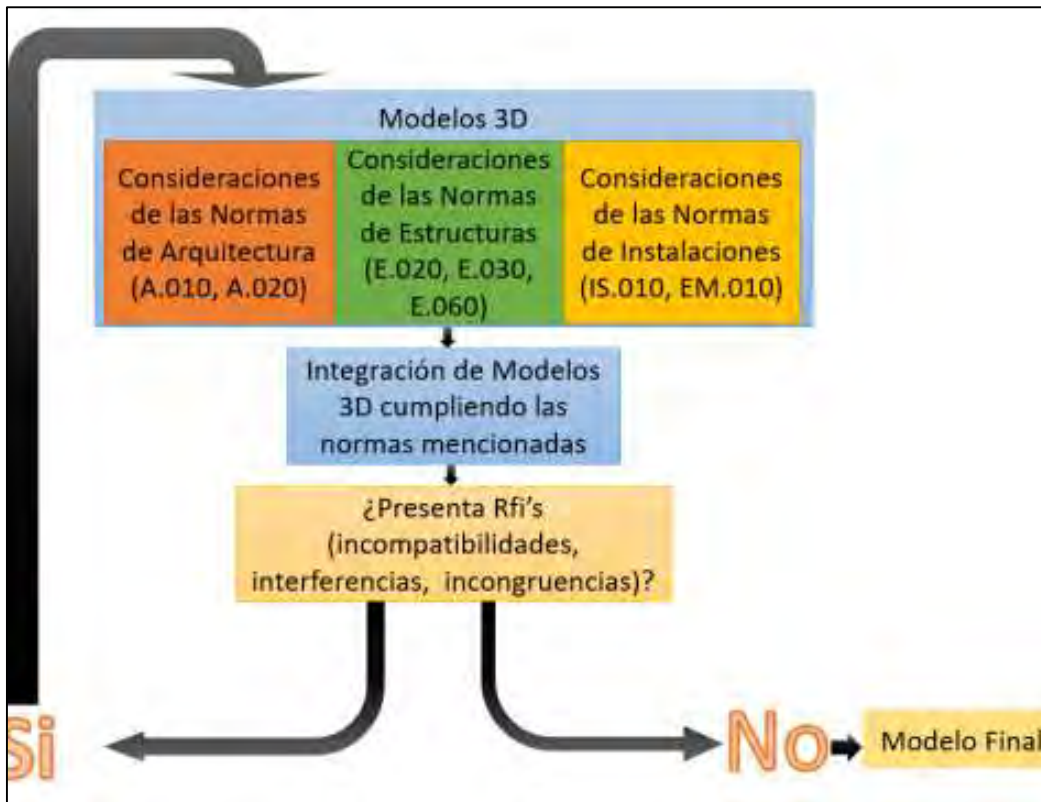 Modelos 3D
Consideraciones
de las Normas
de Arquitectura
(A.010, A.020)
Consideraciones
de las Normas
de Estructuras
(E.020, E.030,
E.060)
Consideraciones
de las Normas
de Instalaciones
(IS.010, EM.010)
Integración de Modelos
3D cumpliendo las
normas mencionadas
¿Presenta Rfi's
(incompatibilidades,
interferencias, incongruencias)?
Si
No
Modelo Final